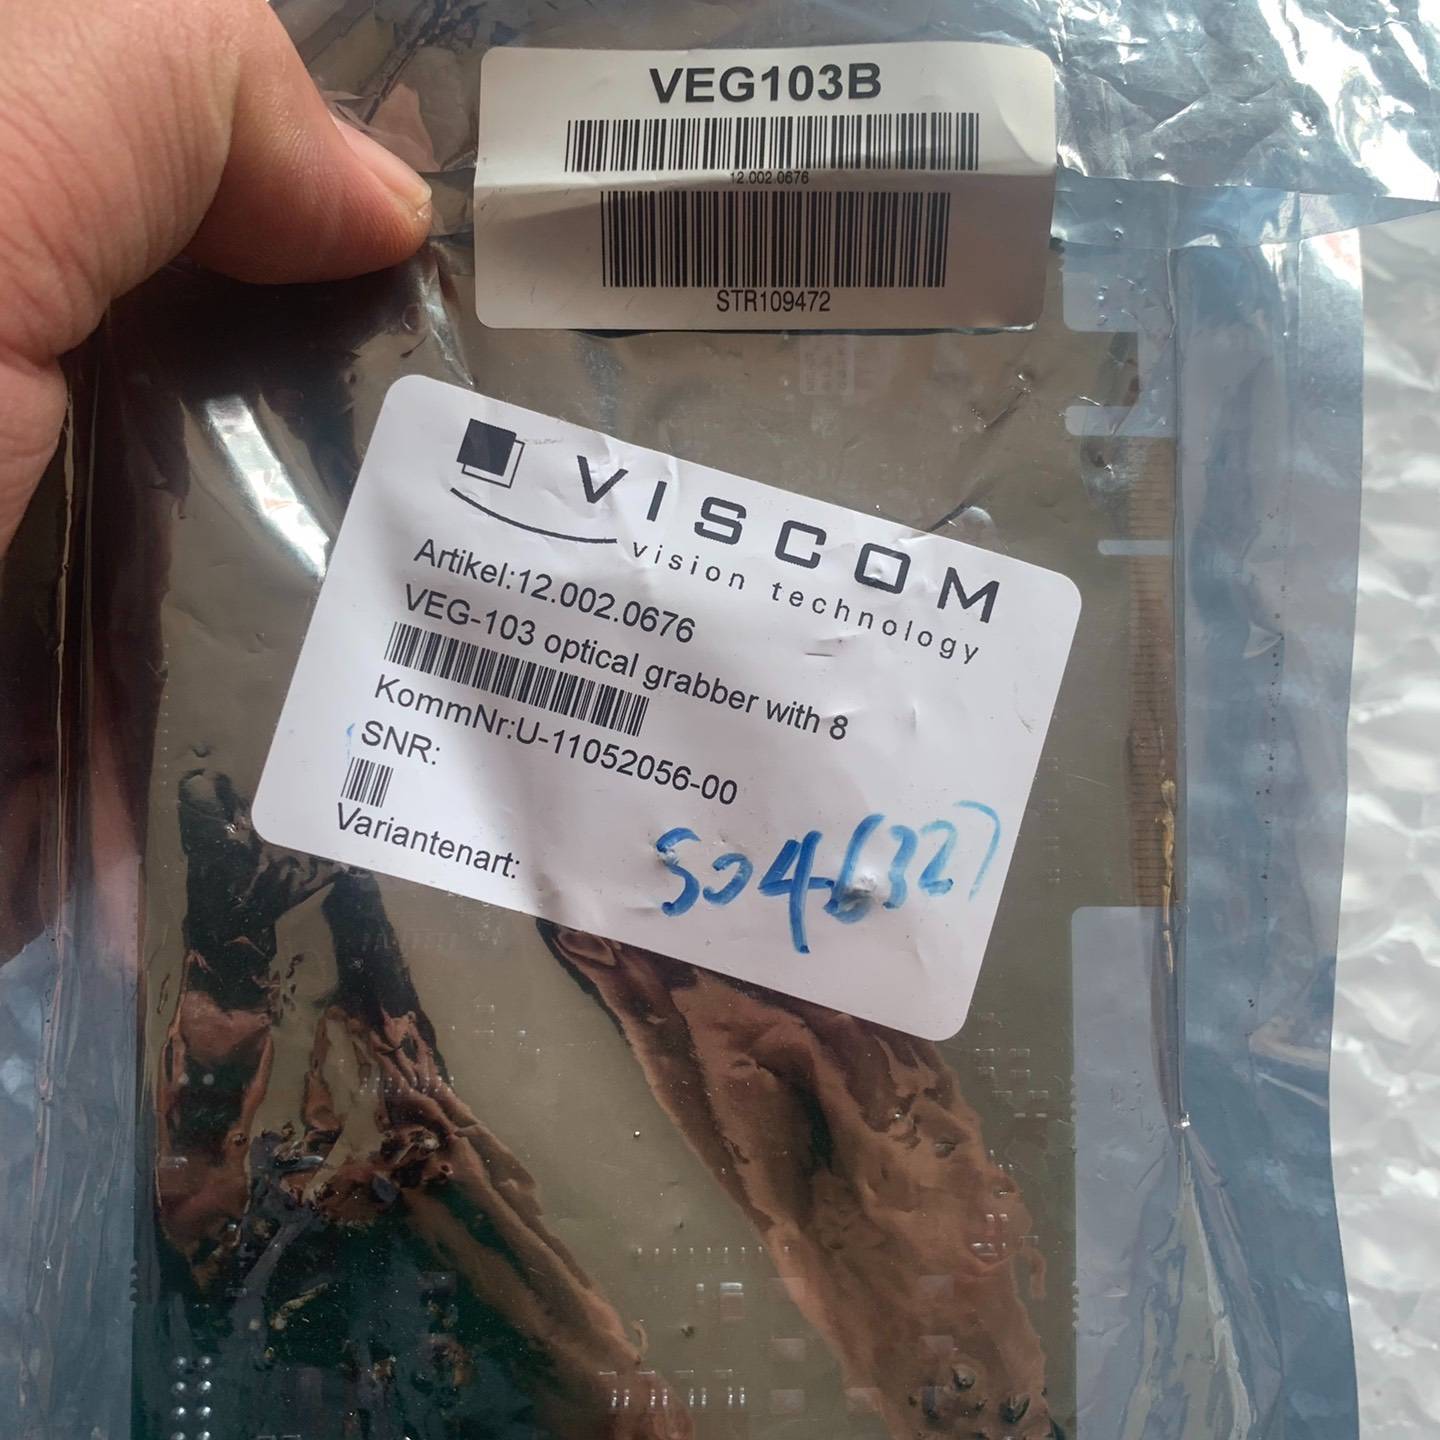 VEG103B
12.002.0676
STR109472
VISCOM
vision technology
Artikel:12.002.0676
VEG-103 optical grabber with 8
KommNr:U-11052056-00
SNR:
Variantenart: